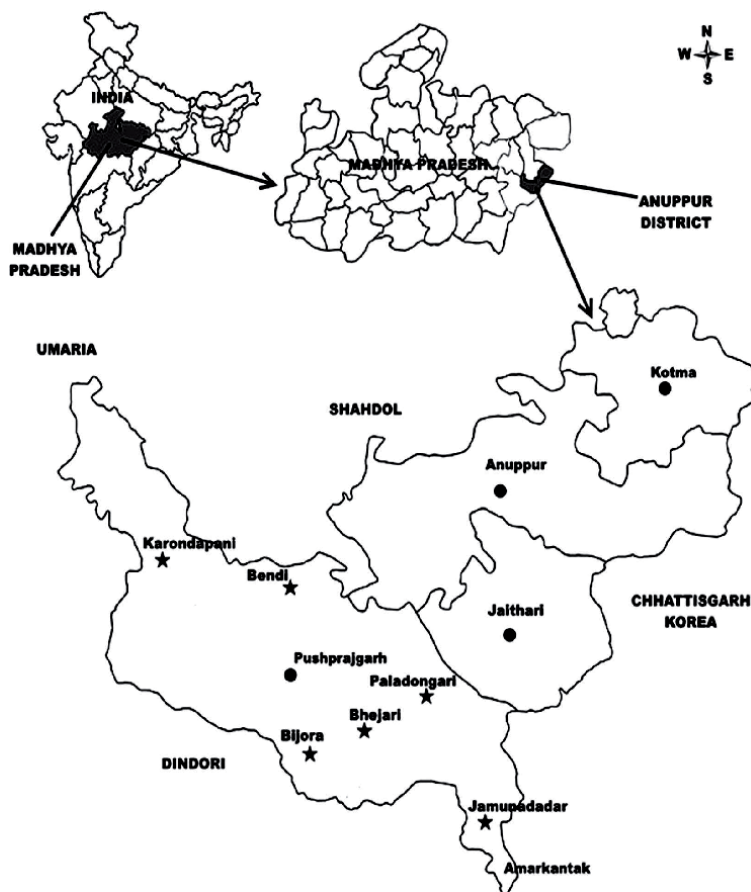 N
W E
S
INDIA
MADHYA PRADESH
ANUPPUR
DISTRICT
MADHYA
PRADESH
UMARIA
Kotma
SHAHDOL
Anuppur
Karondapani
Bendi
CHHATTISGARH
KOREA
Jaithari
Pushprajgarh
Paladongari
Bhejari
Bijora
DINDORI
Jamunadadar
Amarkantak